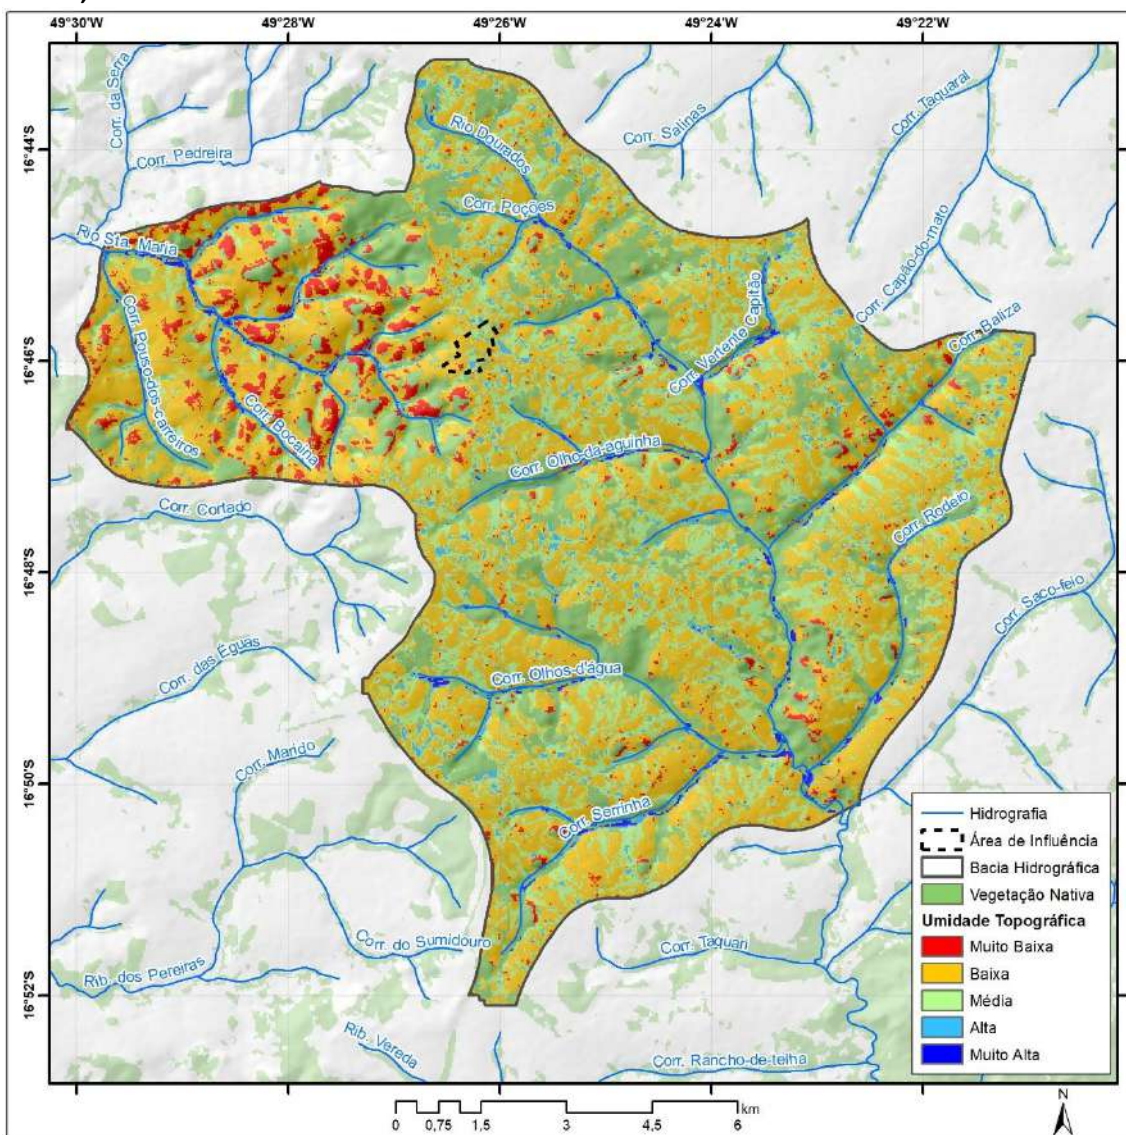 49°30'W 49°28'W 49°26'W 49°24'W 49°22'W
Corr. da Serra
Corr. Salinas
Corr. Taquaral
16°44'S
Rio Dourados
Corr. Pedreira
Corr. Poções
Rio Sta. Maria
Corr. Capão-do-mato
Corr. Vertente Capitão
Corr. Pouso-dos-carreiros
Corr. Baliza
16°46'S
Corr. Bocaina
Corr. Olho-da-aguinha
Corr. Cortado
Corr. Rodeio
16°48'S
Corr. Saco-feio
Corr. das Éguas
Corr. Olhos-d'água
Corr. Marido
16°50'S
Corr. Serrinha
Hidrografia
Área de Influência
Bacia Hidrográfica
Vegetação Nativa
Umidade Topográfica
Muito Baixa
Baixa
Média
Alta
Muito Alta
Corr. do Sumidouro
Corr. Taquari
Rib. dos Pereiras
16°52'S
Rib. Vereda
Corr. Rancho-de-telha
km
0 0,75 1,5 3 4,5 6
N